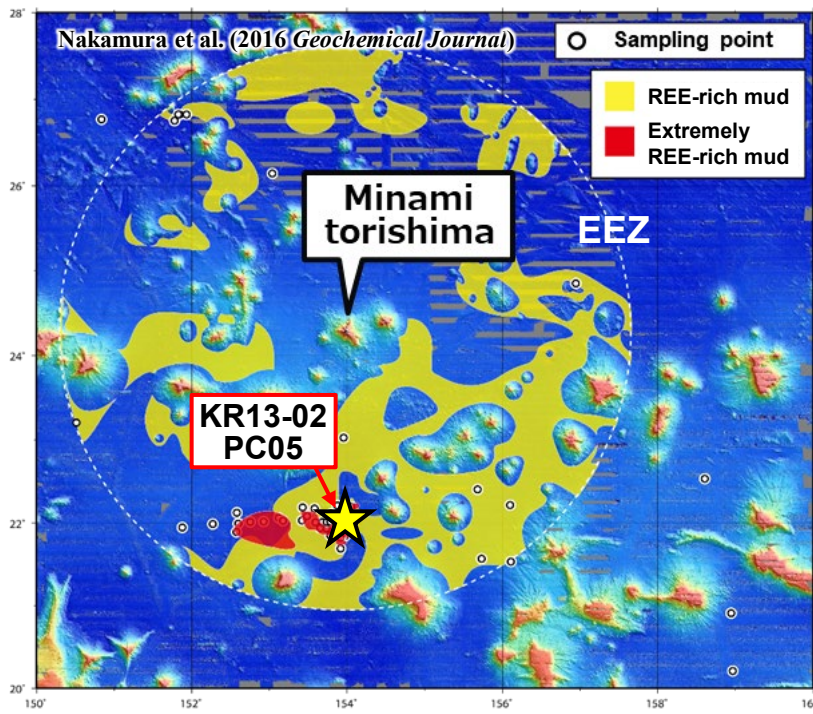 28°
Nakamura et al. (2016 Geochemical Journal)
Sampling point
REE-rich mud
Extremely
REE-rich mud
26°
Minami
torishima
EEZ
24°
KR13-02
PC05
22°
20°
150°
152°
154°
156°
158°